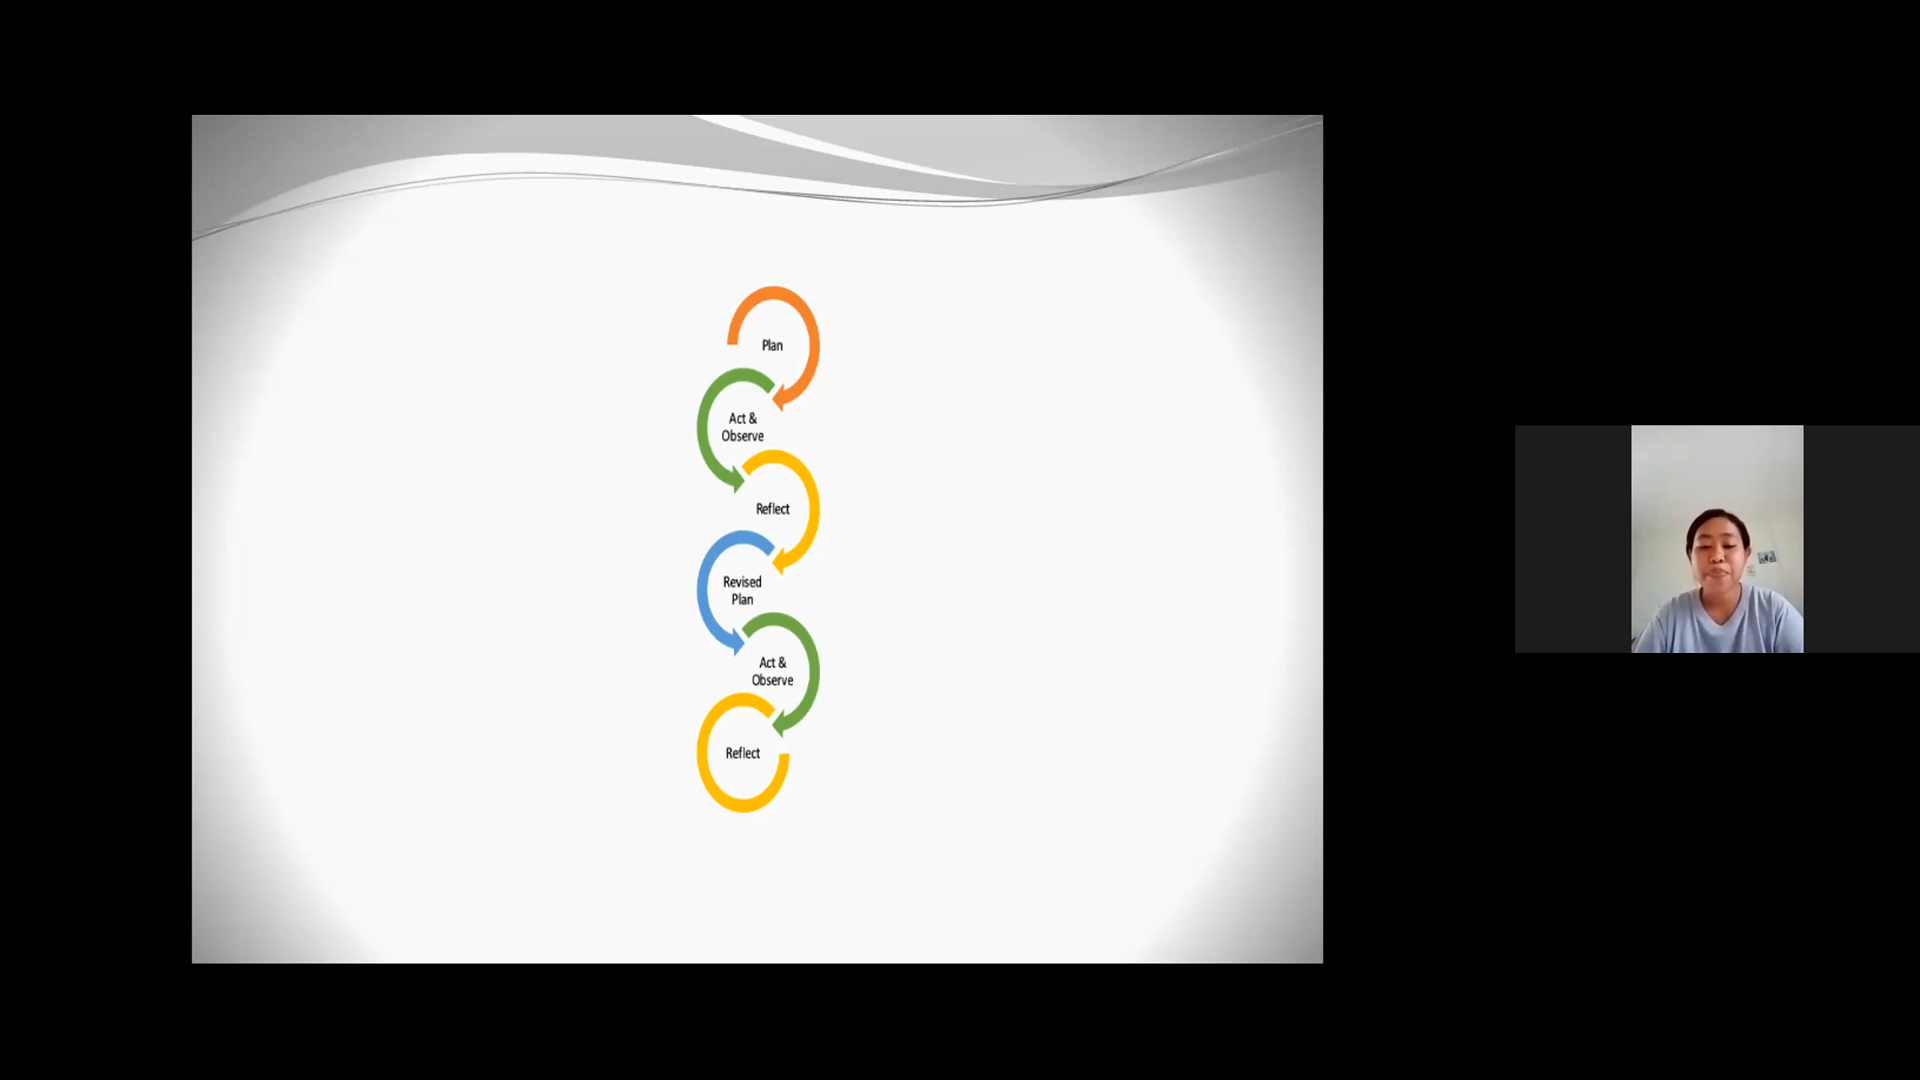 Plan
Act &
Observe
Reflect
Revised
Plan
Act &
Observe
Reflect